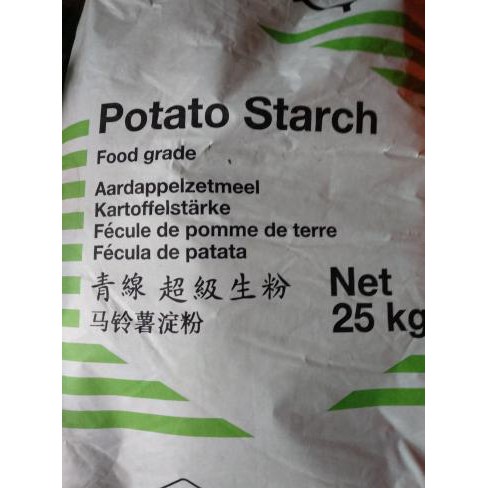 Potato Starch
Food grade
Aardappelzetmeel
Kartoffelstärke
Fécule de pomme de terre
Fécula de patata
青線 超級生粉
马铃薯淀粉
Net
25 kg